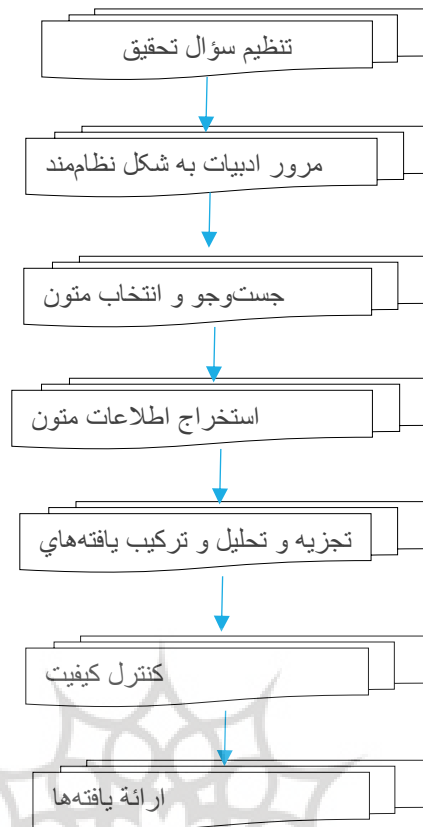 تنظیم سؤال تحقیق
مرور ادبیات به شکل نظام‌مند
جست‌وجو و انتخاب متون
استخراج اطلاعات متون
تجزیه و تحلیل و ترکیب یافته‌هاي
کنترل کیفیت
ارائة یافته‌ها